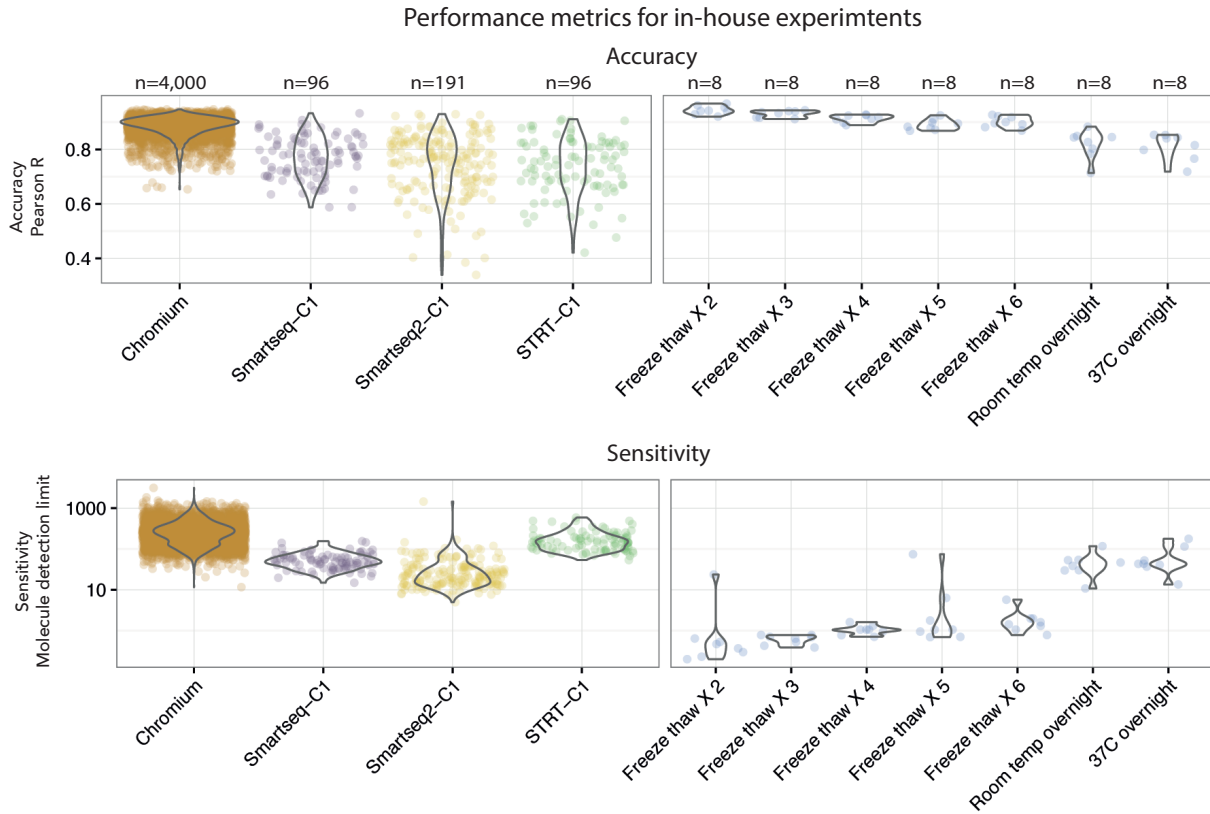 Performance metrics for in-house experimtents
Accuracy
n=4,000 n=96 n=191 n=96 n=8 n=8 n=8 n=8 n=8 n=8 n=8
Accuracy
Pearson R
0.8
0.6
0.4
Chromium
Smartseq-C1
Smartseq2-C1
STRT-C1
Freeze thaw X 2
Freeze thaw X 3
Freeze thaw X 4
Freeze thaw X 5
Freeze thaw X 6
Room temp overnight
37C overnight
Sensitivity
Sensitivity
Molecule detection limit
1000
10
Chromium
Smartseq-C1
Smartseq2-C1
STRT-C1
Freeze thaw X 2
Freeze thaw X 3
Freeze thaw X 4
Freeze thaw X 5
Freeze thaw X 6
Room temp overnight
37C overnight